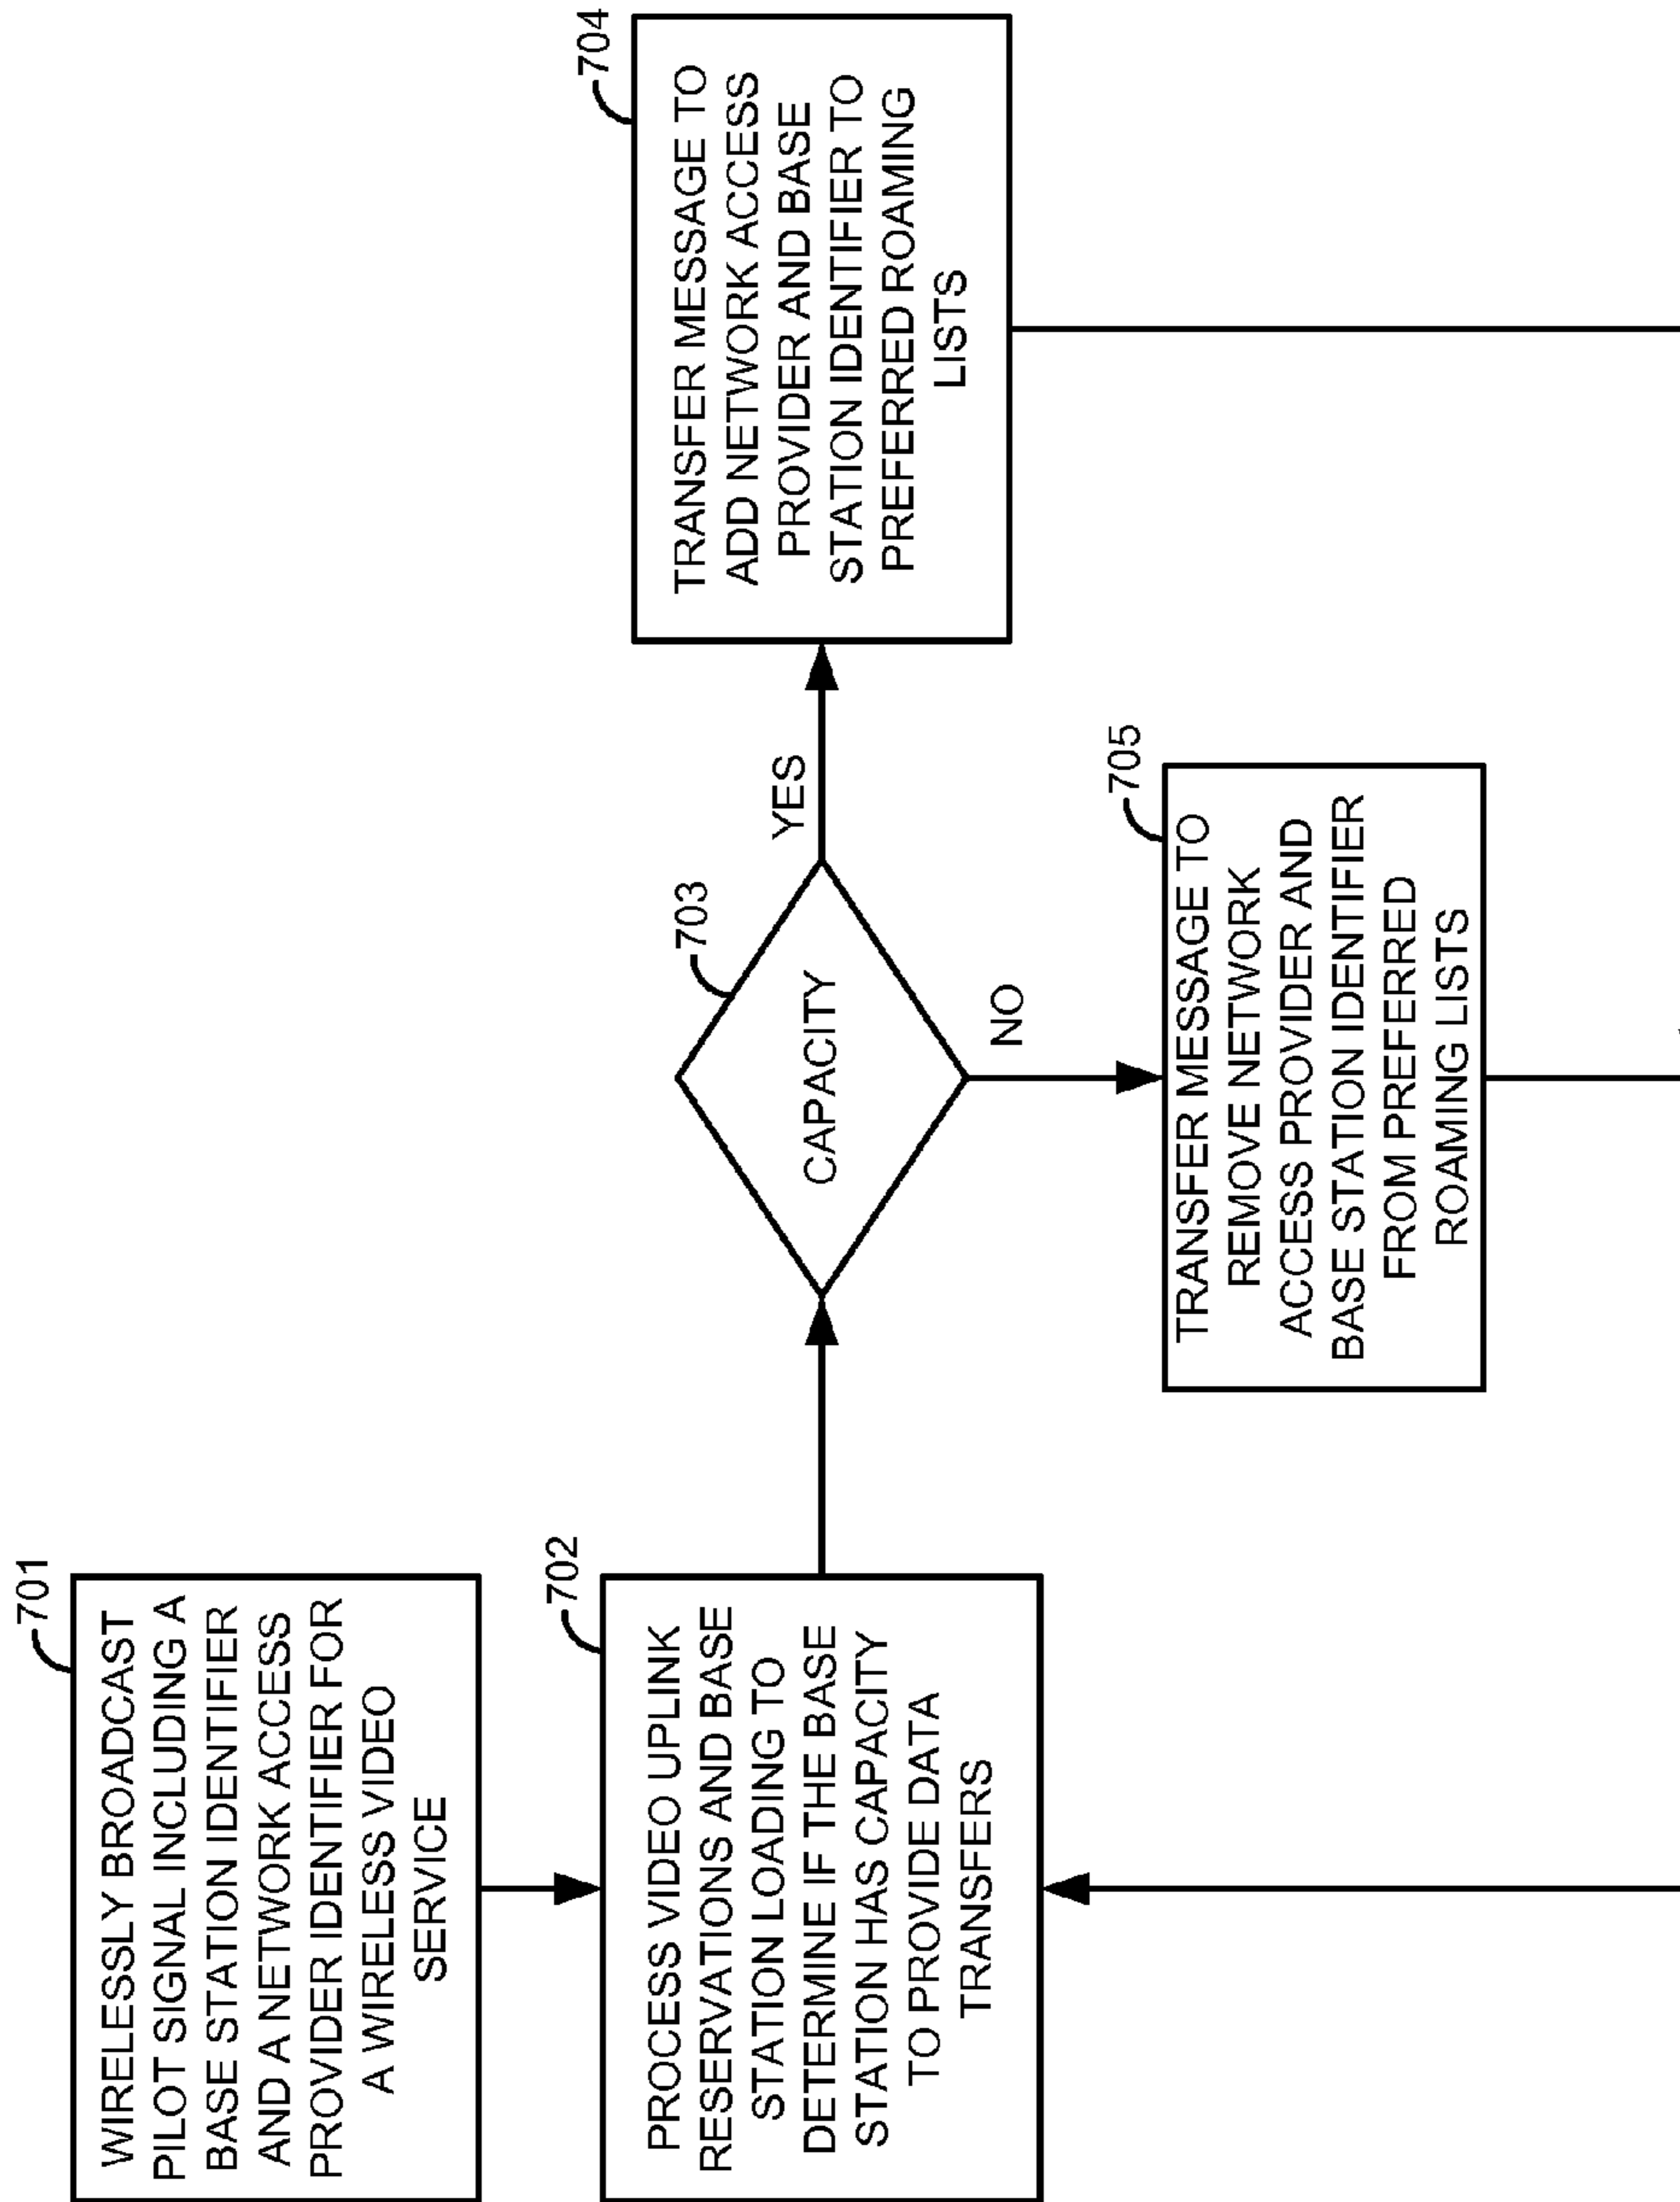 701
WIRELESSLY BROADCAST
PILOT SIGNAL INCLUDING A
BASE STATION IDENTIFIER
AND A NETWORK ACCESS
PROVIDER IDENTIFIER FOR
A WIRELESS VIDEO
SERVICE
702
PROCESS VIDEO UPLINK
RESERVATIONS AND BASE
STATION LOADING TO
DETERMINE IF THE BASE
STATION HAS CAPACITY
TO PROVIDE DATA
TRANSFERS
703
CAPACITY
YES
NO
704
TRANSFER MESSAGE TO
ADD NETWORK ACCESS
PROVIDER AND BASE
STATION IDENTIFIER TO
PREFERRED ROAMING
LISTS
705
TRANSFER MESSAGE TO
REMOVE NETWORK
ACCESS PROVIDER AND
BASE STATION IDENTIFIER
FROM PREFERRED
ROAMING LISTS